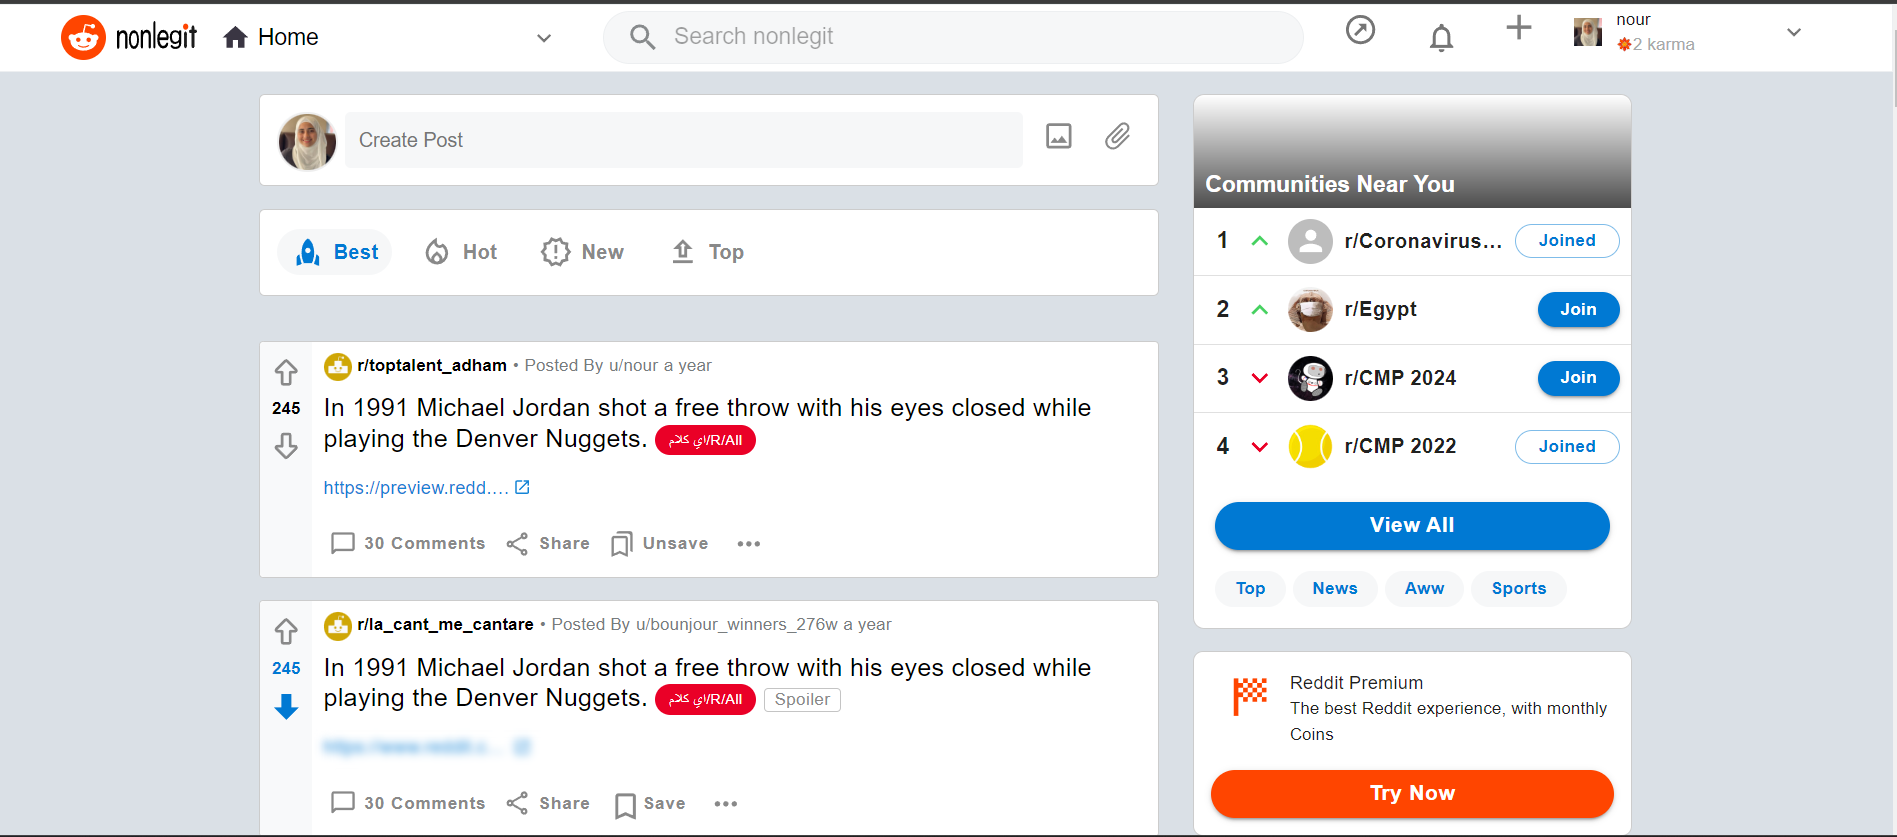 nonlegit Home Search nonlegit nour
2 karma
Create Post
Best Hot New Top
r/toptalent_adham • Posted By u/nour a year
245
In 1991 Michael Jordan shot a free throw with his eyes closed while
playing the Denver Nuggets. اي كلام/R/All
https://preview.redd....
30 Comments Share Unsave
r/la_cant_me_cantare • Posted By u/bounjour_winners_276w a year
245
In 1991 Michael Jordan shot a free throw with his eyes closed while
playing the Denver Nuggets. اي كلام/R/All Spoiler
30 Comments Share Save
Communities Near You
1 r/Coronavirus... Joined
2 r/Egypt Join
3 r/CMP 2024 Join
4 r/CMP 2022 Joined
View All
Top News Aww Sports
Reddit Premium
The best Reddit experience, with monthly
Coins
Try Now